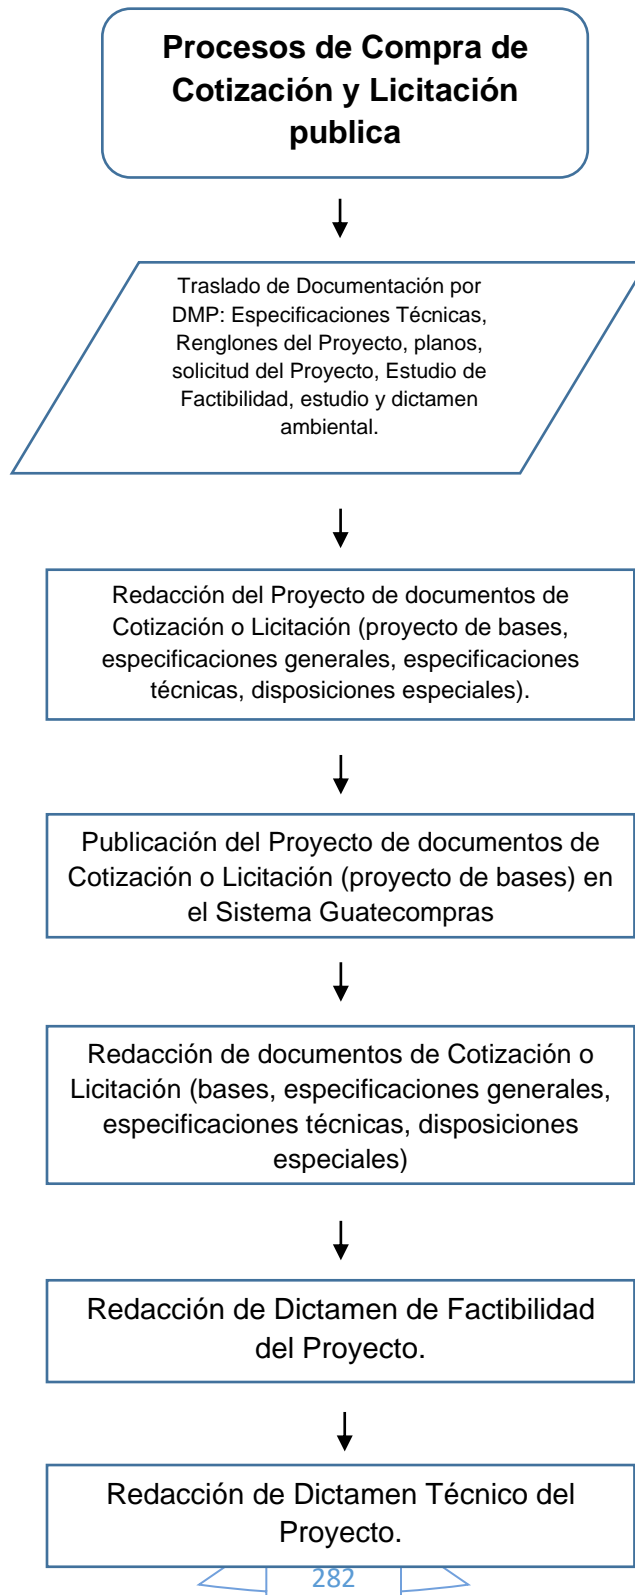 Procesos de Compra de
Cotización y Licitación
publica
Traslado de Documentación por
DMP: Especificaciones Técnicas,
Renglones del Proyecto, planos,
solicitud del Proyecto, Estudio de
Factibilidad, estudio y dictamen
ambiental.
Redacción del Proyecto de documentos de
Cotización o Licitación (proyecto de bases,
especificaciones generales, especificaciones
técnicas, disposiciones especiales).
Publicación del Proyecto de documentos de
Cotización o Licitación (proyecto de bases) en
el Sistema Guatecompras
Redacción de documentos de Cotización o
Licitación (bases, especificaciones generales,
especificaciones técnicas, disposiciones
especiales)
Redacción de Dictamen de Factibilidad
del Proyecto.
Redacción de Dictamen Técnico del
Proyecto.
282